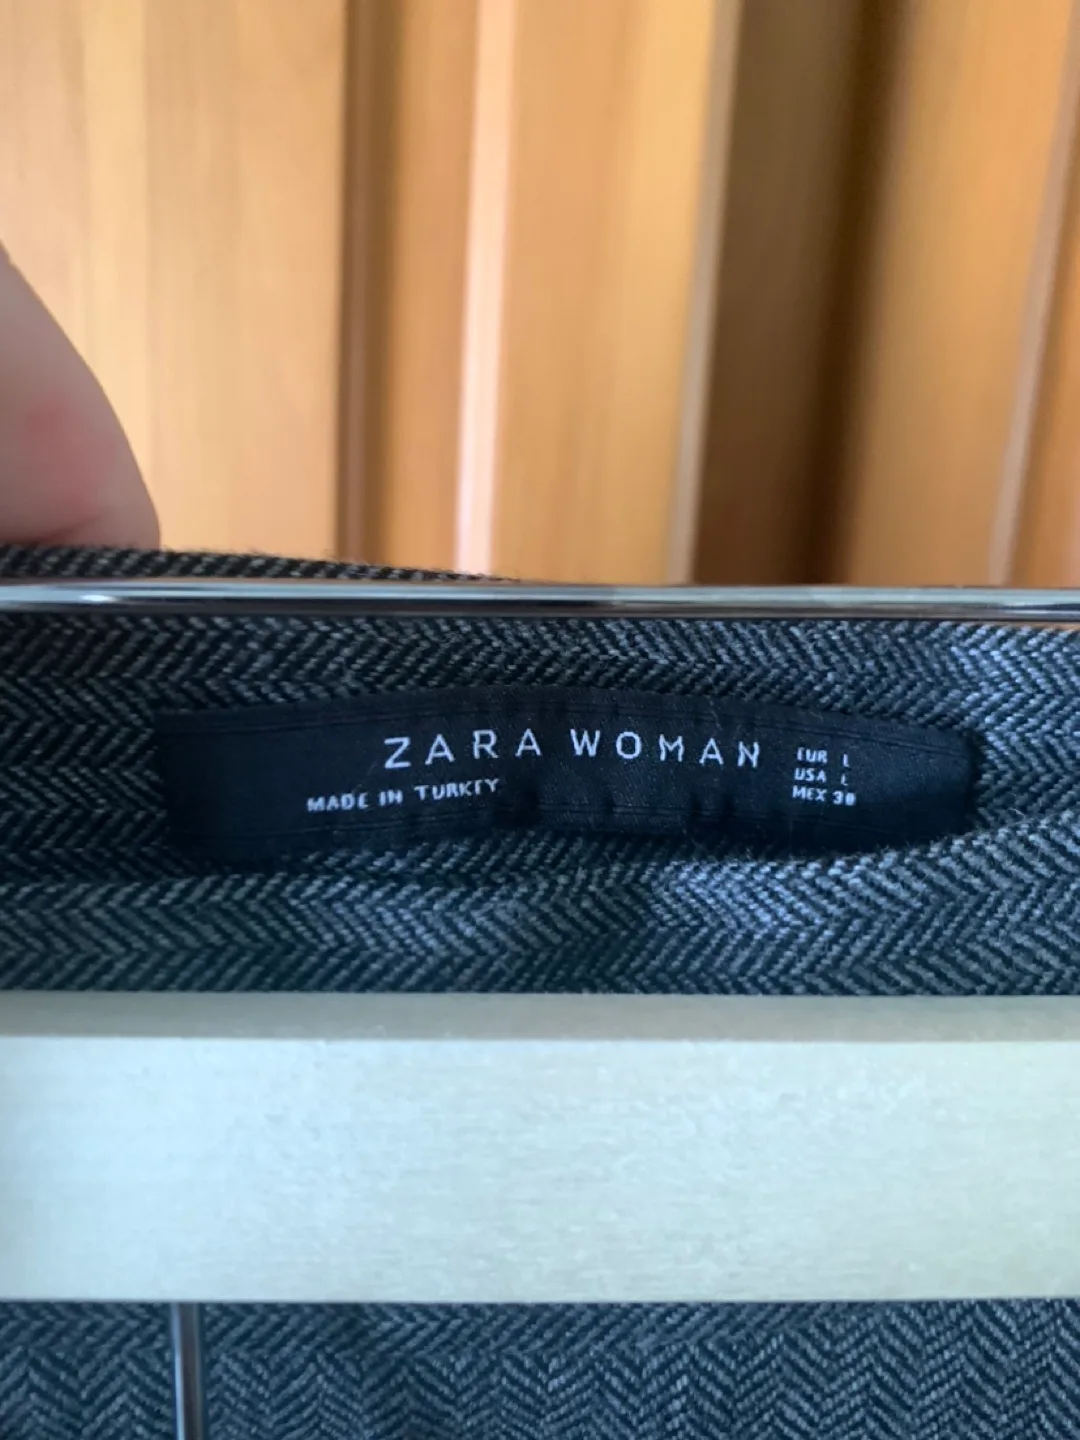 ZARA WOMAN
MADE IN TURKEY
EUR L
USA L
MEX 30